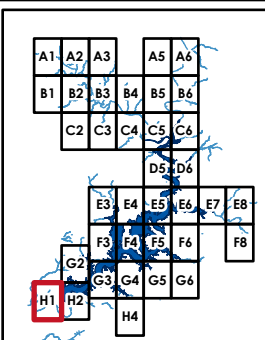 A1 A2 A3 A5 A6
B1 B2 B3 B4 B5 B6
C2 C3 C4 C5 C6
D5 D6
E3 E4 E5 E6 E7 E8
F3 F4 F5 F6 F8
G2
G3 G4 G5 G6
H1 H2
H4